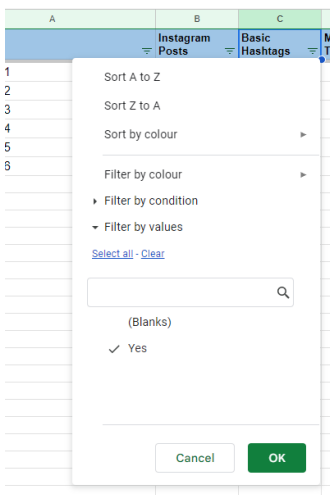 A B C
Instagram Posts Basic Hashtags M
T
1
2
3
4
5
6
Sort A to Z
Sort Z to A
Sort by colour
Filter by colour
Filter by condition
Filter by values
Select all - Clear
(Blanks)
Yes
Cancel OK